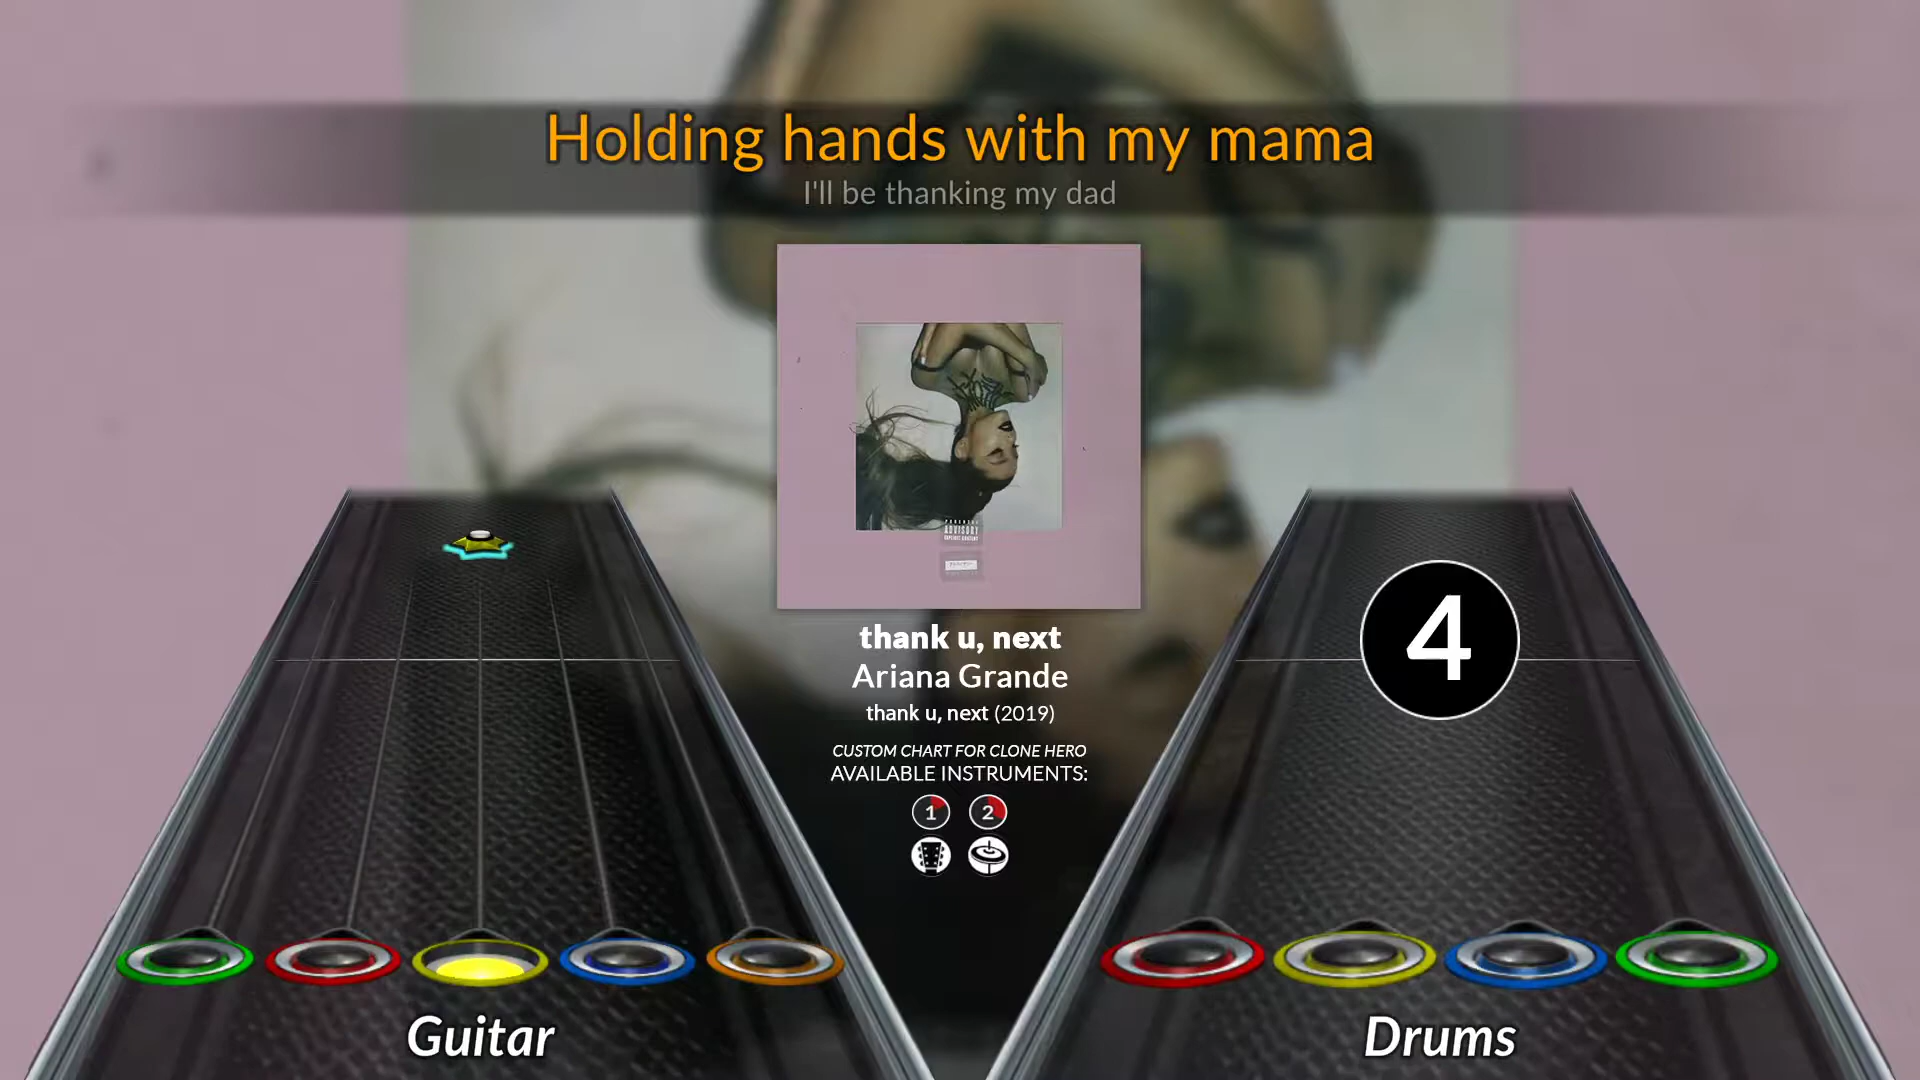 Holding hands with my mama
I'll be thanking my dad
ADVISORY
thank u, next
Ariana Grande
thank u, next (2019)
CUSTOM CHART FOR CLONE HERO
AVAILABLE INSTRUMENTS:
1 2
4
Guitar
Drums